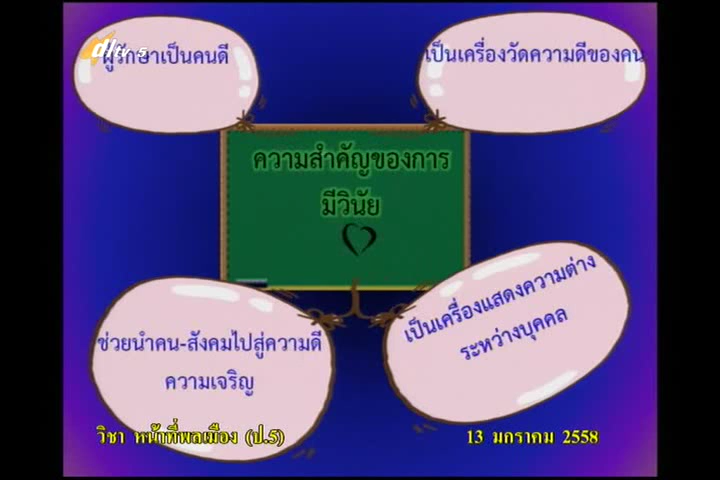 dltv 5
ผู้รักษาเป็นคนดี
เป็นเครื่องวัดความดีของคน
ความสำคัญของการ
มีวินัย
ช่วยนำคน-สังคมไปสู่ความดี
ความเจริญ
เป็นเครื่องแสดงความต่าง
ระหว่างบุคคล
วิชา หน้าที่พลเมือง (ป.5)
13 มกราคม 2558